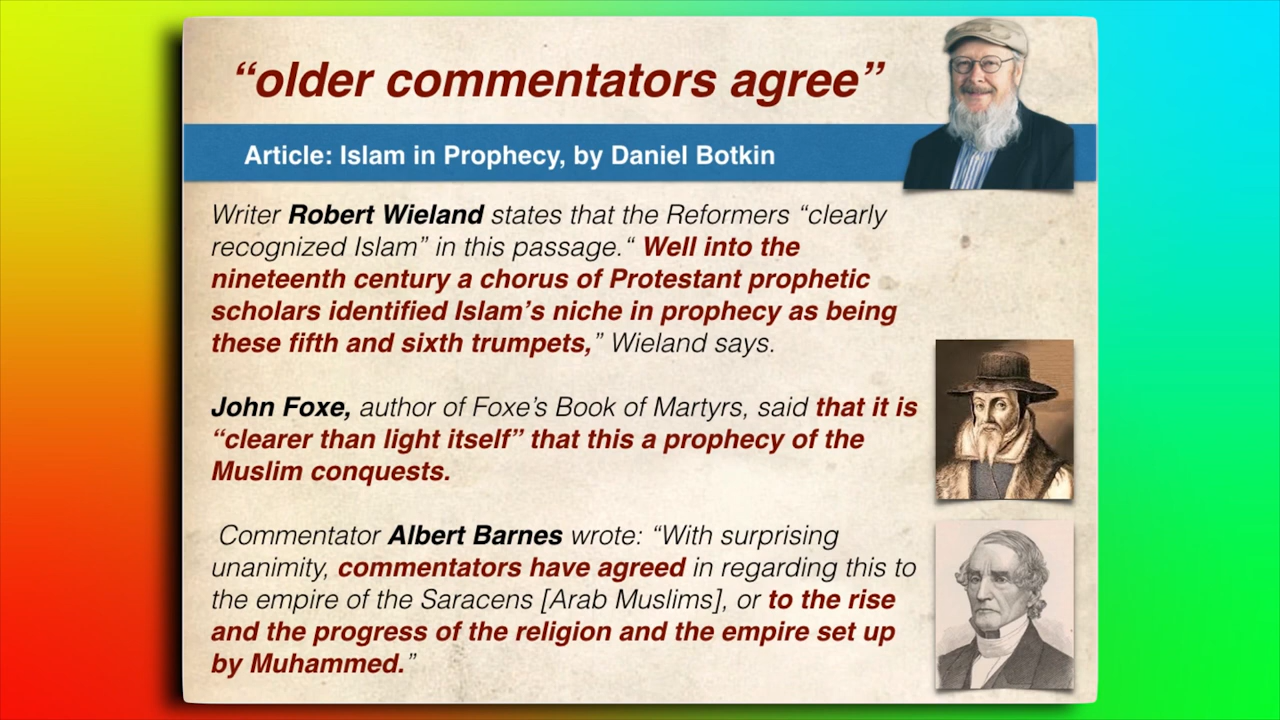 “older commentators agree”
Article: Islam in Prophecy, by Daniel Botkin
Writer Robert Wieland states that the Reformers “clearly
recognized Islam” in this passage.“ Well into the
nineteenth century a chorus of Protestant prophetic
scholars identified Islam’s niche in prophecy as being
these fifth and sixth trumpets,” Wieland says.
John Foxe, author of Foxe’s Book of Martyrs, said that it is
“clearer than light itself” that this a prophecy of the
Muslim conquests.
Commentator Albert Barnes wrote: “With surprising
unanimity, commentators have agreed in regarding this to
the empire of the Saracens [Arab Muslims], or to the rise
and the progress of the religion and the empire set up
by Muhammed.”